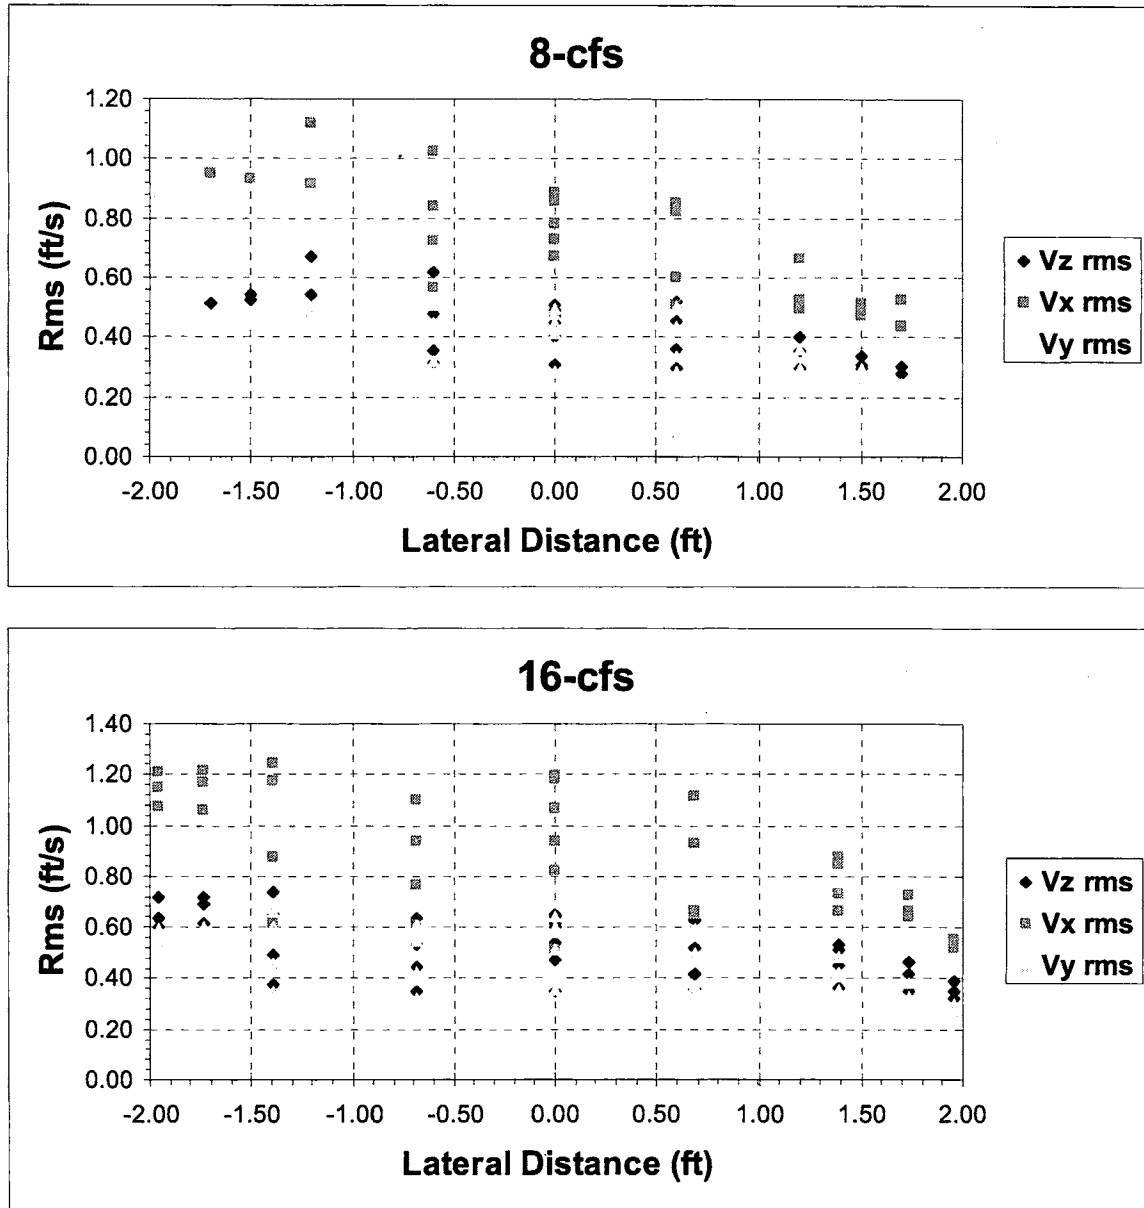 8-cfs
1.20
1.00
0.80
0.60
0.40
0.20
0.00
Rms (ft/s)
-2.00 -1.50 -1.00 -0.50 0.00 0.50 1.00 1.50 2.00
Lateral Distance (ft)
Vz rms
Vx rms
Vy rms
16-cfs
1.40
1.20
1.00
0.80
0.60
0.40
0.20
0.00
Rms (ft/s)
-2.00 -1.50 -1.00 -0.50 0.00 0.50 1.00 1.50 2.00
Lateral Distance (ft)
Vz rms
Vx rms
Vy rms